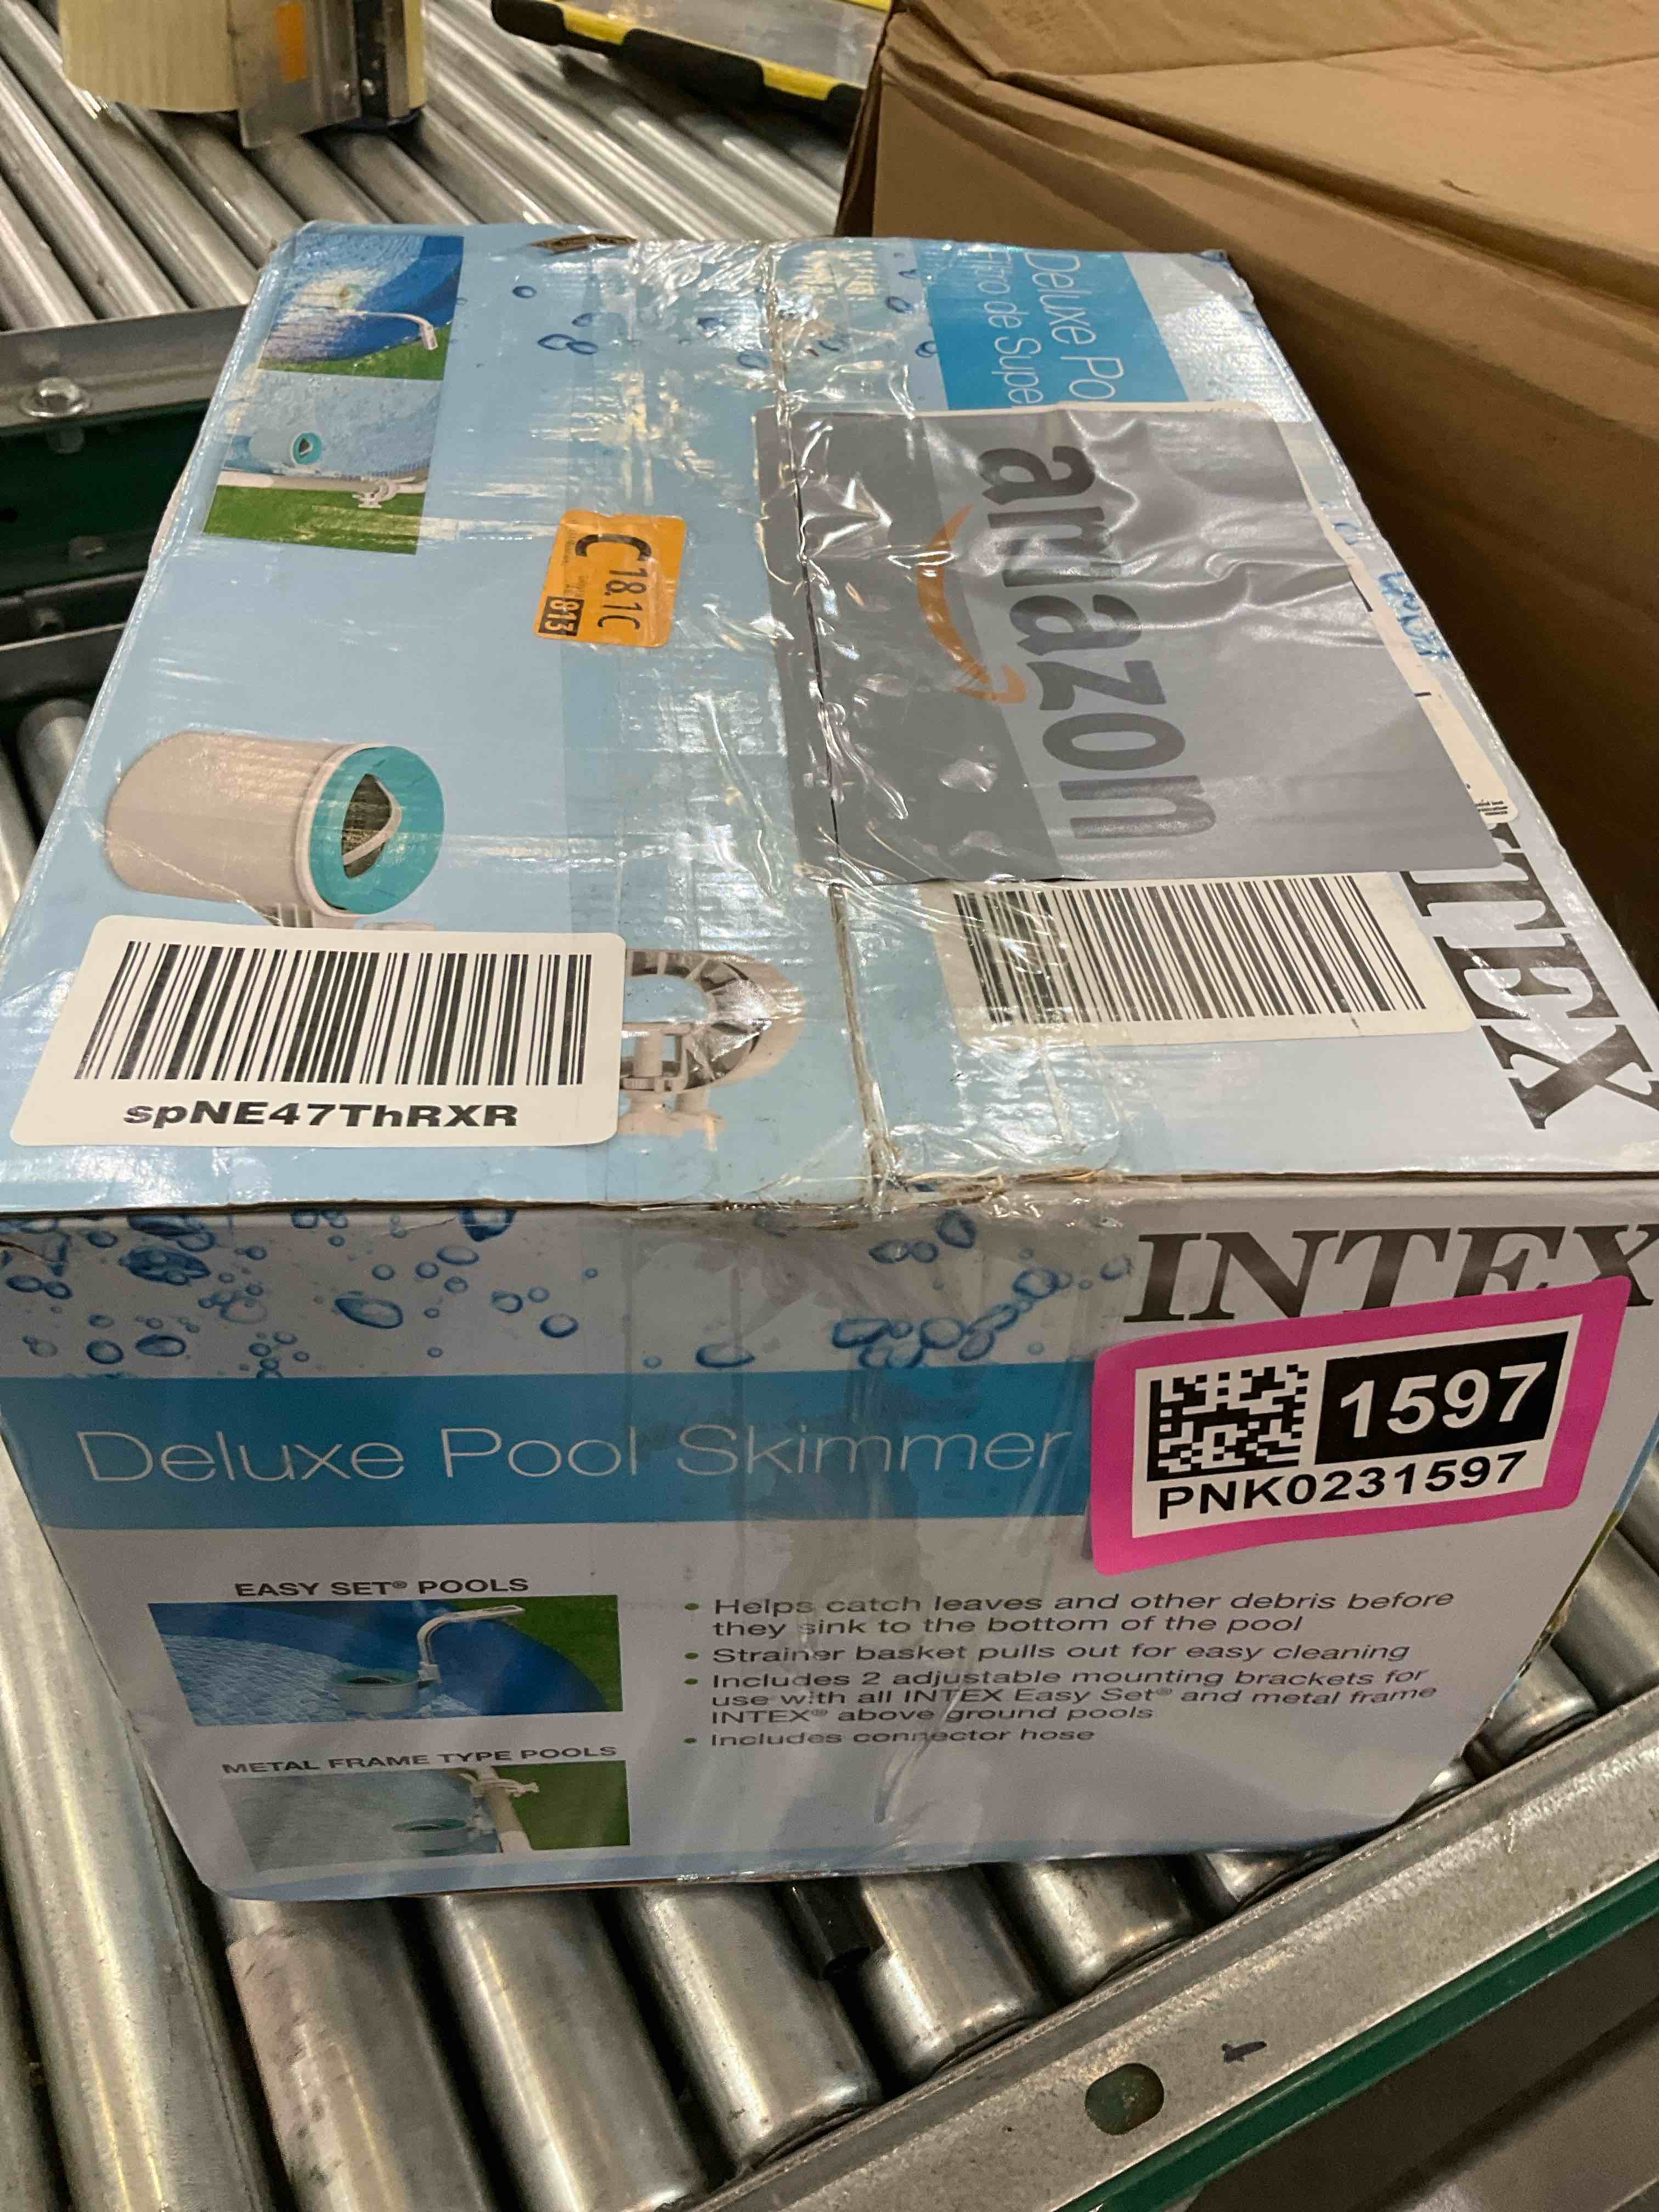 Deluxe Po
Filtro de Supe
amazon
C 18.1C
813
spNE47ThRXR
INTEX
Deluxe Pool Skimmer
1597
PNK0231597
EASY SET® POOLS
METAL FRAME TYPE POOLS
• Helps catch leaves and other debris before
they sink to the bottom of the pool
• Strainer basket pulls out for easy cleaning
• Includes 2 adjustable mounting brackets for
use with all INTEX Easy Set® and metal frame
INTEX® above ground pools
• Includes connector hose